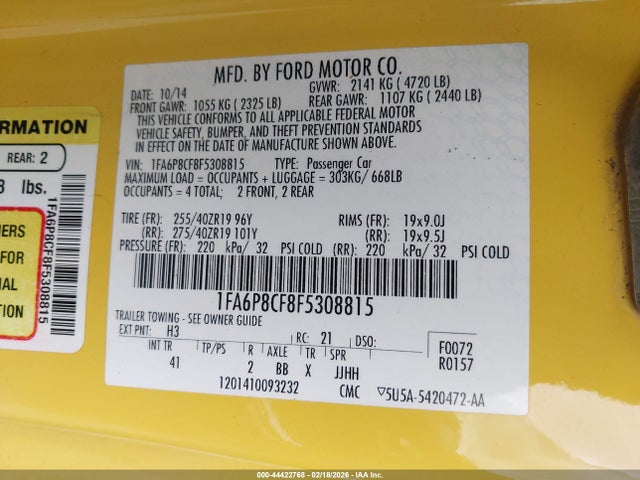 MFD. BY FORD MOTOR CO.
DATE: 10/14 GVWR: 2141 KG ( 4720 LB)
FRONT GAWR: 1055 KG ( 2325 LB) REAR GAWR: 1107 KG ( 2440 LB)
THIS VEHICLE CONFORMS TO ALL APPLICABLE FEDERAL MOTOR
VEHICLE SAFETY, BUMPER, AND THEFT PREVENTION STANDARDS
IN EFFECT ON THE DATE OF MANUFACTURE SHOWN ABOVE.
VIN: 1FA6P8CF8F5308815 TYPE: Passenger Car
MAXIMUM LOAD = OCCUPANTS + LUGGAGE = 303KG/ 668LB
OCCUPANTS = 4 TOTAL; 2 FRONT, 2 REAR
TIRE (FR): 255/40ZR19 96Y RIMS (FR): 19x9.0J
(RR): 275/40ZR19 101Y (RR): 19x9.5J
PRESSURE (FR): 220 kPa/ 32 PSI COLD (RR): 220 kPa/ 32 PSI COLD
1FA6P8CF8F5308815
TRAILER TOWING - SEE OWNER GUIDE
EXT PNT: H3 RC: 21 DSO:
INT TR TP/PS R AXLE TR SPR
41 2 BB X JJHH
F0072
R0157
1201410093232 CMC ▽5U5A-5420472-AA
ORMATION
REAR: 2
lbs.
1FA6P8CF8F5308815
FOR
000-44422768 - 02/18/2026 - IAA Inc.